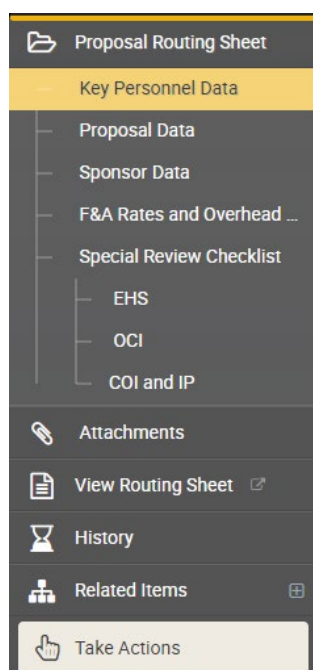 Proposal Routing Sheet
Key Personnel Data
Proposal Data
Sponsor Data
F&A Rates and Overhead ...
Special Review Checklist
EHS
OCI
COI and IP
Attachments
View Routing Sheet
History
Related Items
Take Actions